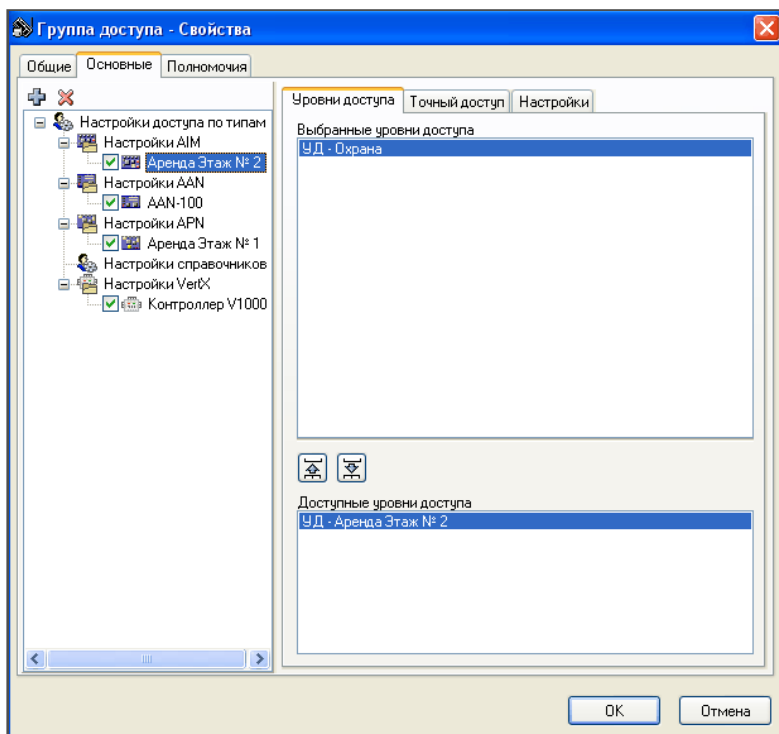 Группа доступа - Свойства
Общие Основные Полномочия
Настройки доступа по типам
Настройки AIM
Аренда Этаж № 2
Настройки AAN
AAN-100
Настройки APN
Аренда Этаж № 1
Настройки справочников
Настройки VertX
Контроллер V1000
Уровни доступа Точный доступ Настройки
Выбранные уровни доступа
УД - Охрана
Доступные уровни доступа
УД - Аренда Этаж № 2
OK Отмена